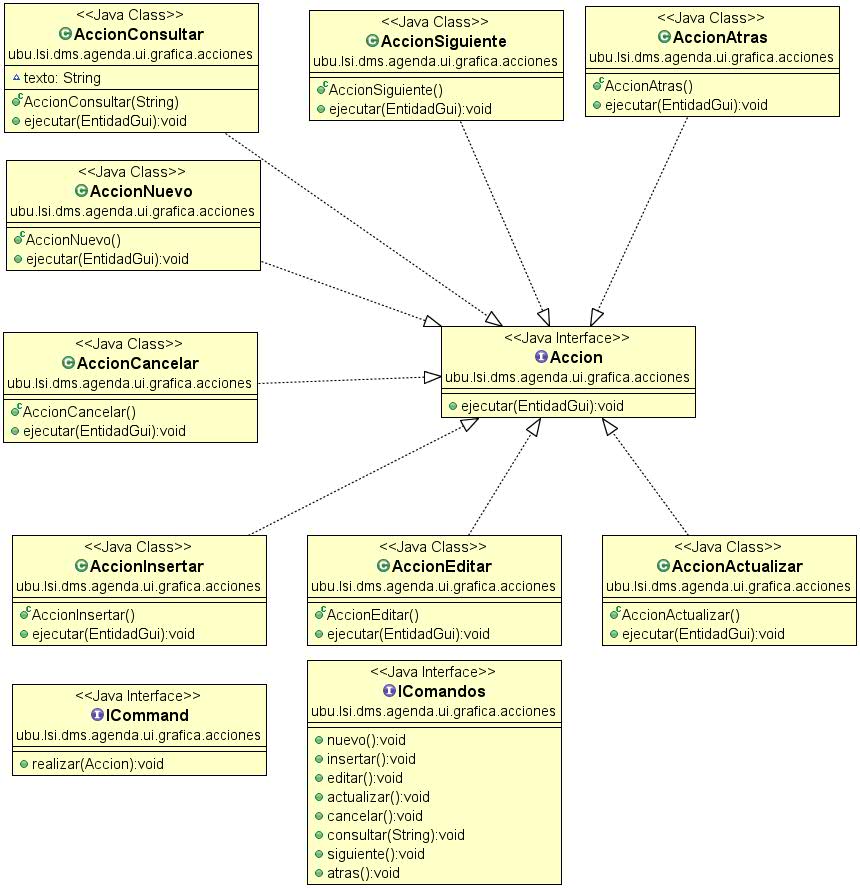 <<Java Class>>
AccionConsultar
ubu.lsi.dms.agenda.ui.grafica.acciones
texto: String
AccionConsultar(String)
ejecutar(EntidadGui):void
<<Java Class>>
AccionSiguiente
ubu.lsi.dms.agenda.ui.grafica.acciones
AccionSiguiente()
ejecutar(EntidadGui):void
<<Java Class>>
AccionAtras
ubu.lsi.dms.agenda.ui.grafica.acciones
AccionAtras()
ejecutar(EntidadGui):void
<<Java Class>>
AccionNuevo
ubu.lsi.dms.agenda.ui.grafica.acciones
AccionNuevo()
ejecutar(EntidadGui):void
<<Java Class>>
AccionCancelar
ubu.lsi.dms.agenda.ui.grafica.acciones
AccionCancelar()
ejecutar(EntidadGui):void
<<Java Interface>>
Accion
ubu.lsi.dms.agenda.ui.grafica.acciones
ejecutar(EntidadGui):void
<<Java Class>>
AccionInsertar
ubu.lsi.dms.agenda.ui.grafica.acciones
AccionInsertar()
ejecutar(EntidadGui):void
<<Java Class>>
AccionEditar
ubu.lsi.dms.agenda.ui.grafica.acciones
AccionEditar()
ejecutar(EntidadGui):void
<<Java Class>>
AccionActualizar
ubu.lsi.dms.agenda.ui.grafica.acciones
AccionActualizar()
ejecutar(EntidadGui):void
<<Java Interface>>
ICommand
ubu.lsi.dms.agenda.ui.grafica.acciones
realizar(Accion):void
<<Java Interface>>
IComandos
ubu.lsi.dms.agenda.ui.grafica.acciones
nuevo():void
insertar():void
editar():void
actualizar():void
cancelar():void
consultar(String):void
siguiente():void
atras():void